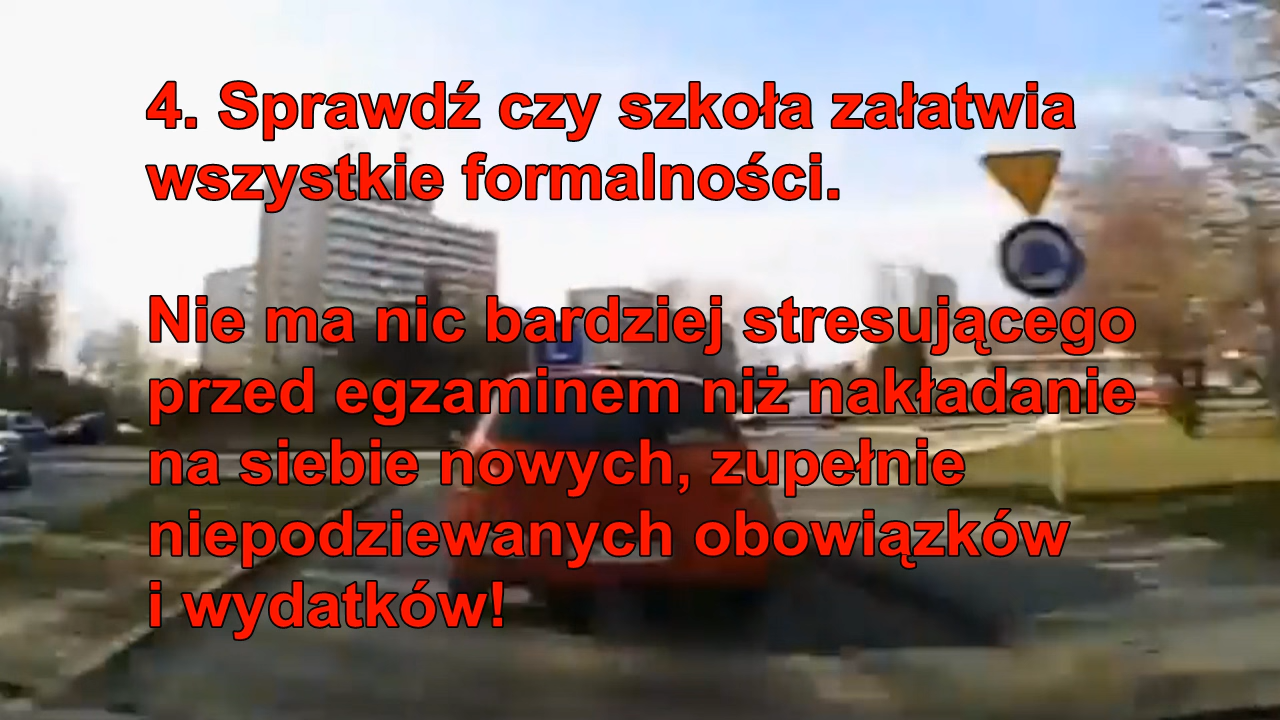 4. Sprawdź czy szkoła załatwia
wszystkie formalności.
Nie ma nic bardziej stresującego
przed egzaminem niż nakładanie
na siebie nowych, zupełnie
niepodziewanych obowiązków
i wydatków!